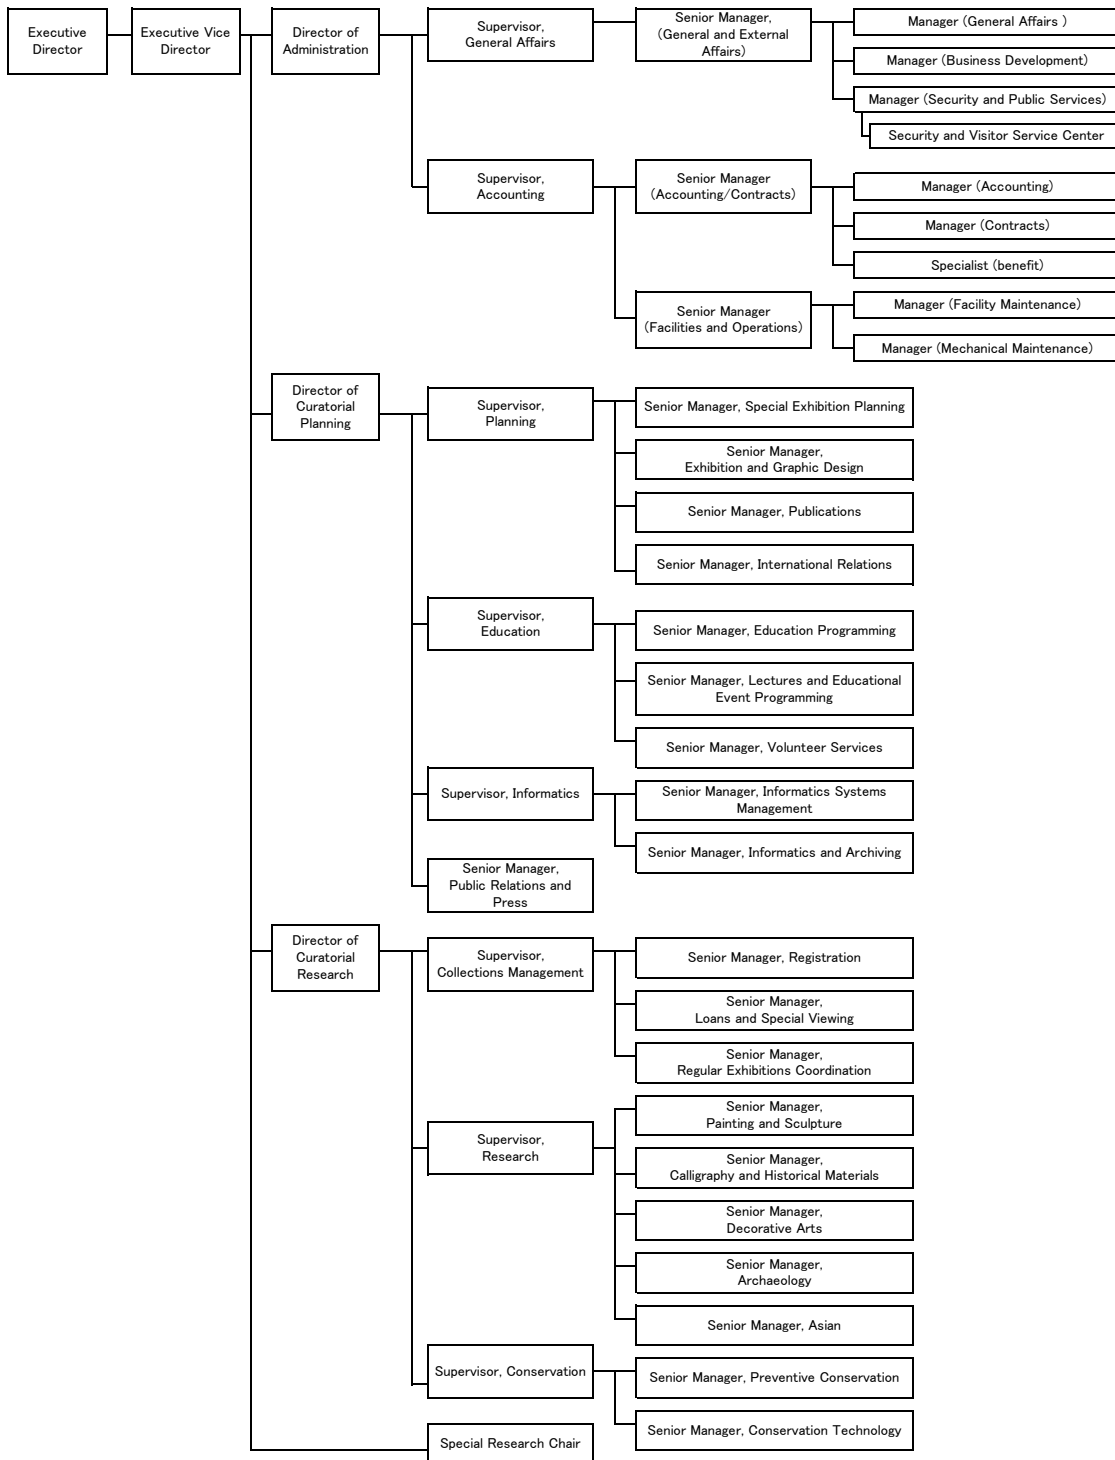 Executive
Director
Executive Vice
Director
Director of
Administration
Supervisor,
General Affairs
Senior Manager,
(General and External
Affairs)
Manager (General Affairs )
Manager (Business Development)
Manager (Security and Public Services)
Security and Visitor Service Center
Supervisor,
Accounting
Senior Manager
(Accounting/Contracts)
Manager (Accounting)
Manager (Contracts)
Specialist (benefit)
Senior Manager
(Facilities and Operations)
Manager (Facility Maintenance)
Manager (Mechanical Maintenance)
Director of
Curatorial
Planning
Supervisor,
Planning
Senior Manager, Special Exhibition Planning
Senior Manager,
Exhibition and Graphic Design
Senior Manager, Publications
Senior Manager, International Relations
Supervisor,
Education
Senior Manager, Education Programming
Senior Manager, Lectures and Educational
Event Programming
Senior Manager, Volunteer Services
Supervisor, Informatics
Senior Manager, Informatics Systems
Management
Senior Manager, Informatics and Archiving
Senior Manager,
Public Relations and
Press
Director of
Curatorial
Research
Supervisor,
Collections Management
Senior Manager, Registration
Senior Manager,
Loans and Special Viewing
Senior Manager,
Regular Exhibitions Coordination
Supervisor,
Research
Senior Manager,
Painting and Sculpture
Senior Manager,
Calligraphy and Historical Materials
Senior Manager,
Decorative Arts
Senior Manager,
Archaeology
Senior Manager, Asian
Supervisor, Conservation
Senior Manager, Preventive Conservation
Senior Manager, Conservation Technology
Special Research Chair